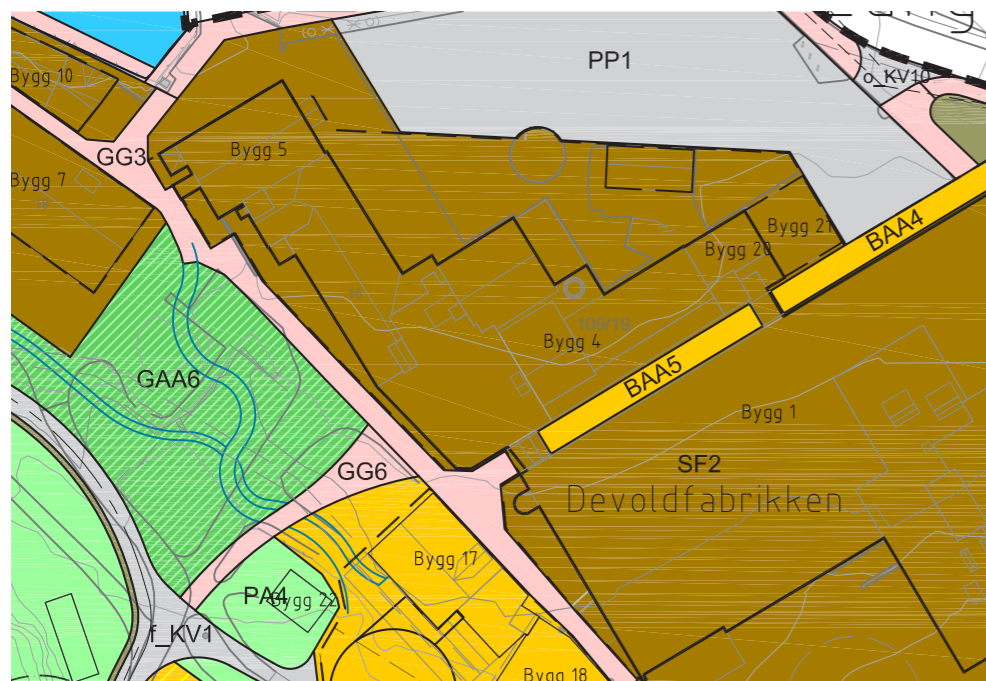 PP1
o_KV10
Bygg 10
Bygg 5
GG3
Bygg 7
Bygg 21
BAA4
Bygg 20
109/19
Bygg 4
GAA6
BAA5
Bygg 1
SF2
GG6
Devoldfabrikken
Bygg 17
PA4
Bygg 22
f_KV1
Bygg 18